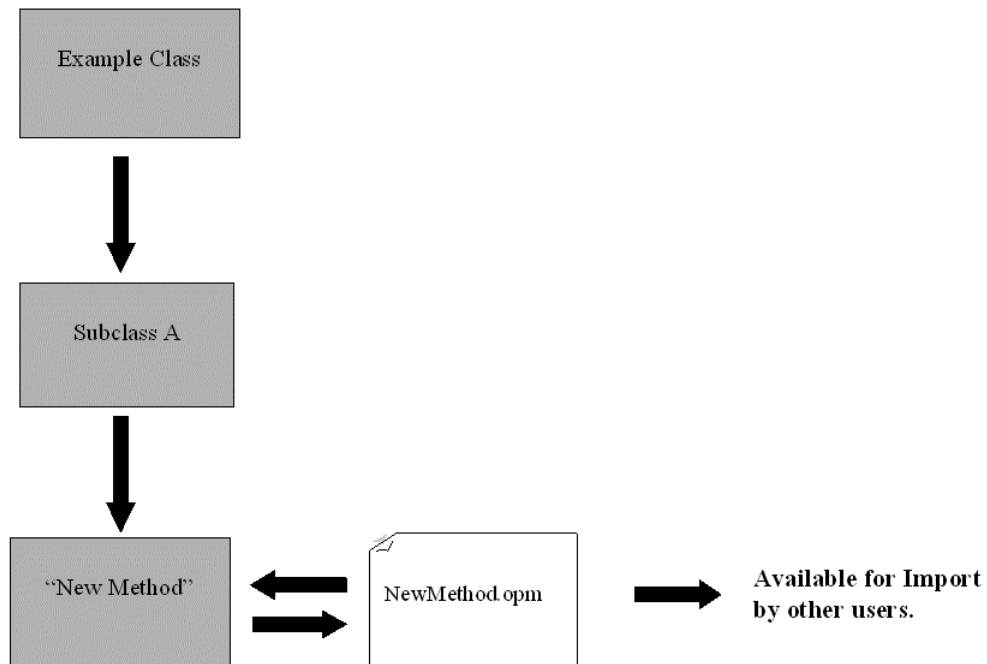 Example Class
Subclass A
“New Method”
NewMethod.opm
Available for Import
by other users.